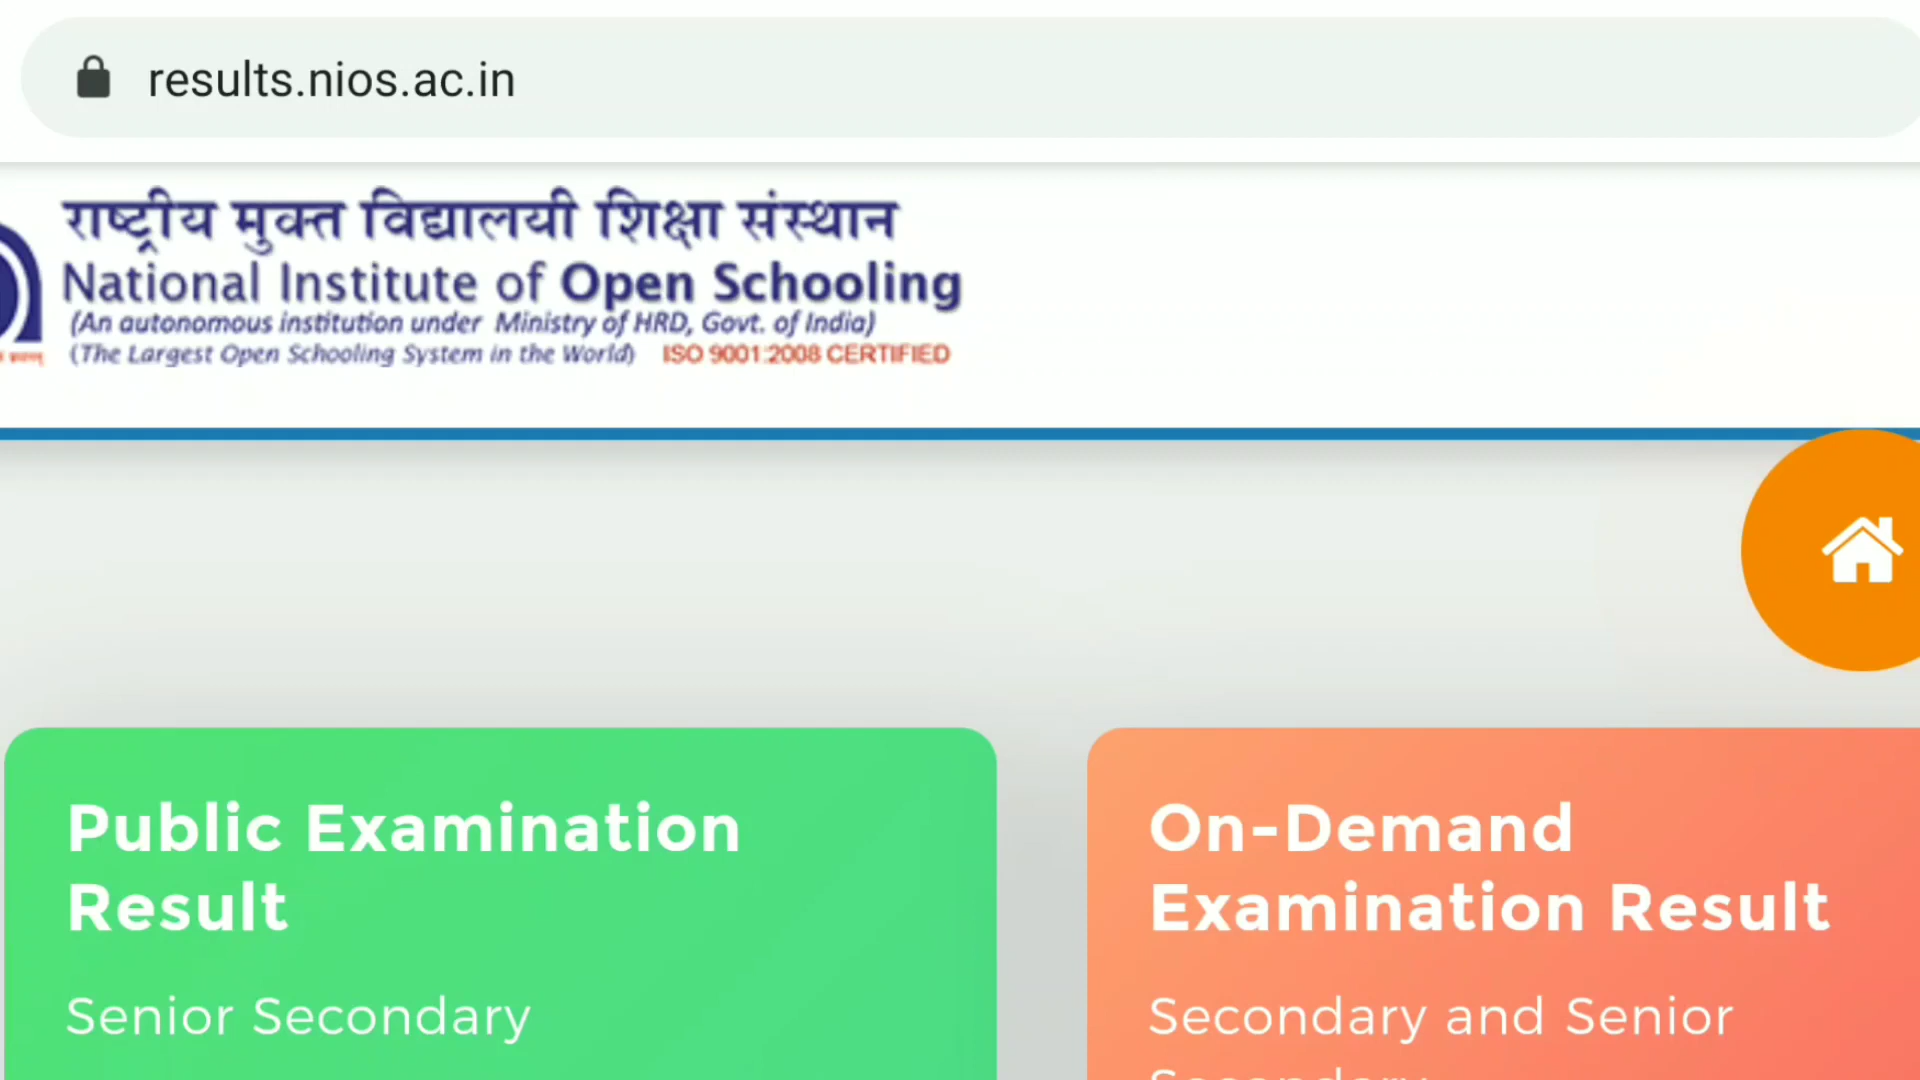 results.nios.ac.in
राष्ट्रीय मुक्त विद्यालयी शिक्षा संस्थान
National Institute of Open Schooling
(An autonomous institution under Ministry of HRD, Govt. of India)
(The Largest Open Schooling System in the World) ISO 9001:2008 CERTIFIED
Public Examination
Result
Senior Secondary
On-Demand
Examination Result
Secondary and Senior